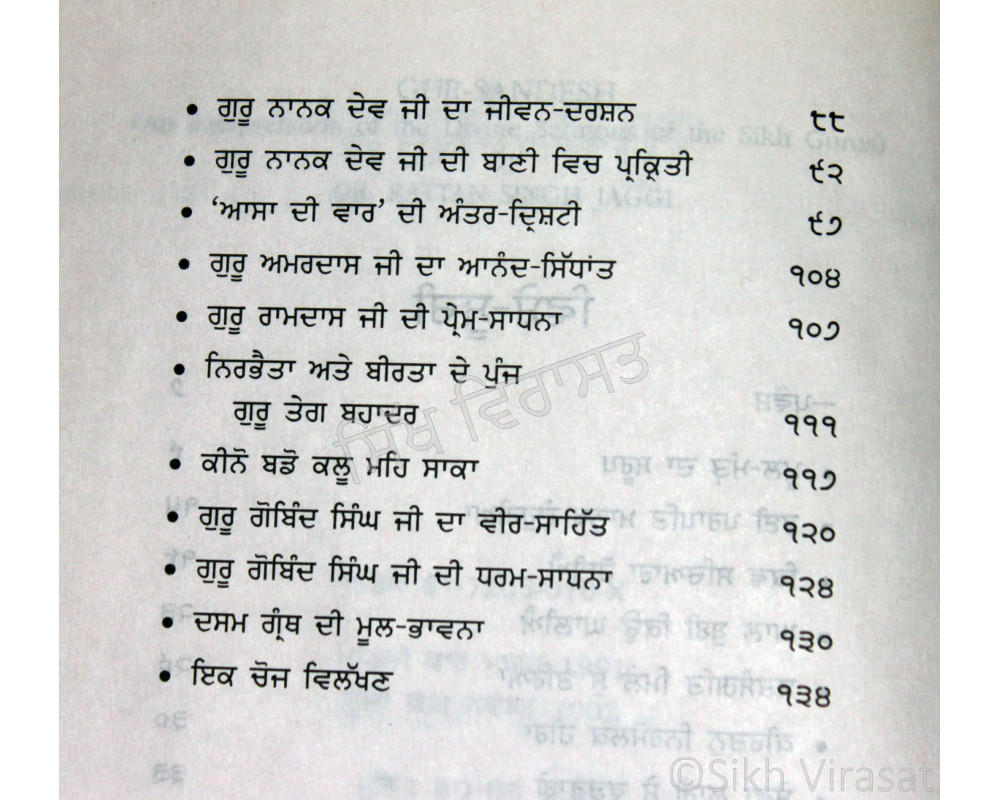 • ਗੁਰੂ ਨਾਨਕ ਦੇਵ ਜੀ ਦਾ ਜੀਵਨ-ਦਰਸ਼ਨ ੮੮
• ਗੁਰੂ ਨਾਨਕ ਦੇਵ ਜੀ ਦੀ ਬਾਣੀ ਵਿਚ ਪ੍ਰਕ੍ਰਿਤੀ ੯੨
• ‘ਆਸਾ ਦੀ ਵਾਰ’ ਦੀ ਅੰਤਰ-ਦ੍ਰਿਸ਼ਟੀ ੯੭
• ਗੁਰੂ ਅਮਰਦਾਸ ਜੀ ਦਾ ਆਨੰਦ-ਸਿੱਧਾਂਤ ੧੦੪
• ਗੁਰੂ ਰਾਮਦਾਸ ਜੀ ਦੀ ਪ੍ਰੇਮ-ਸਾਧਨਾ ੧੦੭
• ਨਿਰਭੈਤਾ ਅਤੇ ਬੀਰਤਾ ਦੇ ਪੁੰਜ
ਗੁਰੂ ਤੇਗ ਬਹਾਦਰ ੧੧੧
• ਕੀਨੋ ਬਡੋ ਕਲੂ ਮਹਿ ਸਾਕਾ ੧੧੭
• ਗੁਰੂ ਗੋਬਿੰਦ ਸਿੰਘ ਜੀ ਦਾ ਵੀਰ-ਸਾਹਿੱਤ ੧੨੦
• ਗੁਰੂ ਗੋਬਿੰਦ ਸਿੰਘ ਜੀ ਦੀ ਧਰਮ-ਸਾਧਨਾ ੧੨੪
• ਦਸਮ ਗ੍ਰੰਥ ਦੀ ਮੂਲ-ਭਾਵਨਾ ੧੩੦
• ਇਕ ਚੋਜ ਵਿਲੱਖਣ ੧੩੪
ਸਿੱਖ ਵਿਰਾਸਤ
©Sikh Virasat